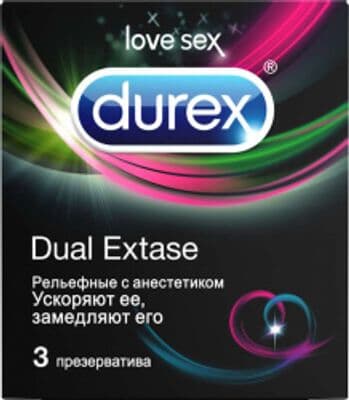 love sex
durex®
Dual Extase
Рельефные с анестетиком
Ускоряют ее,
замедляют его
3 презерватива